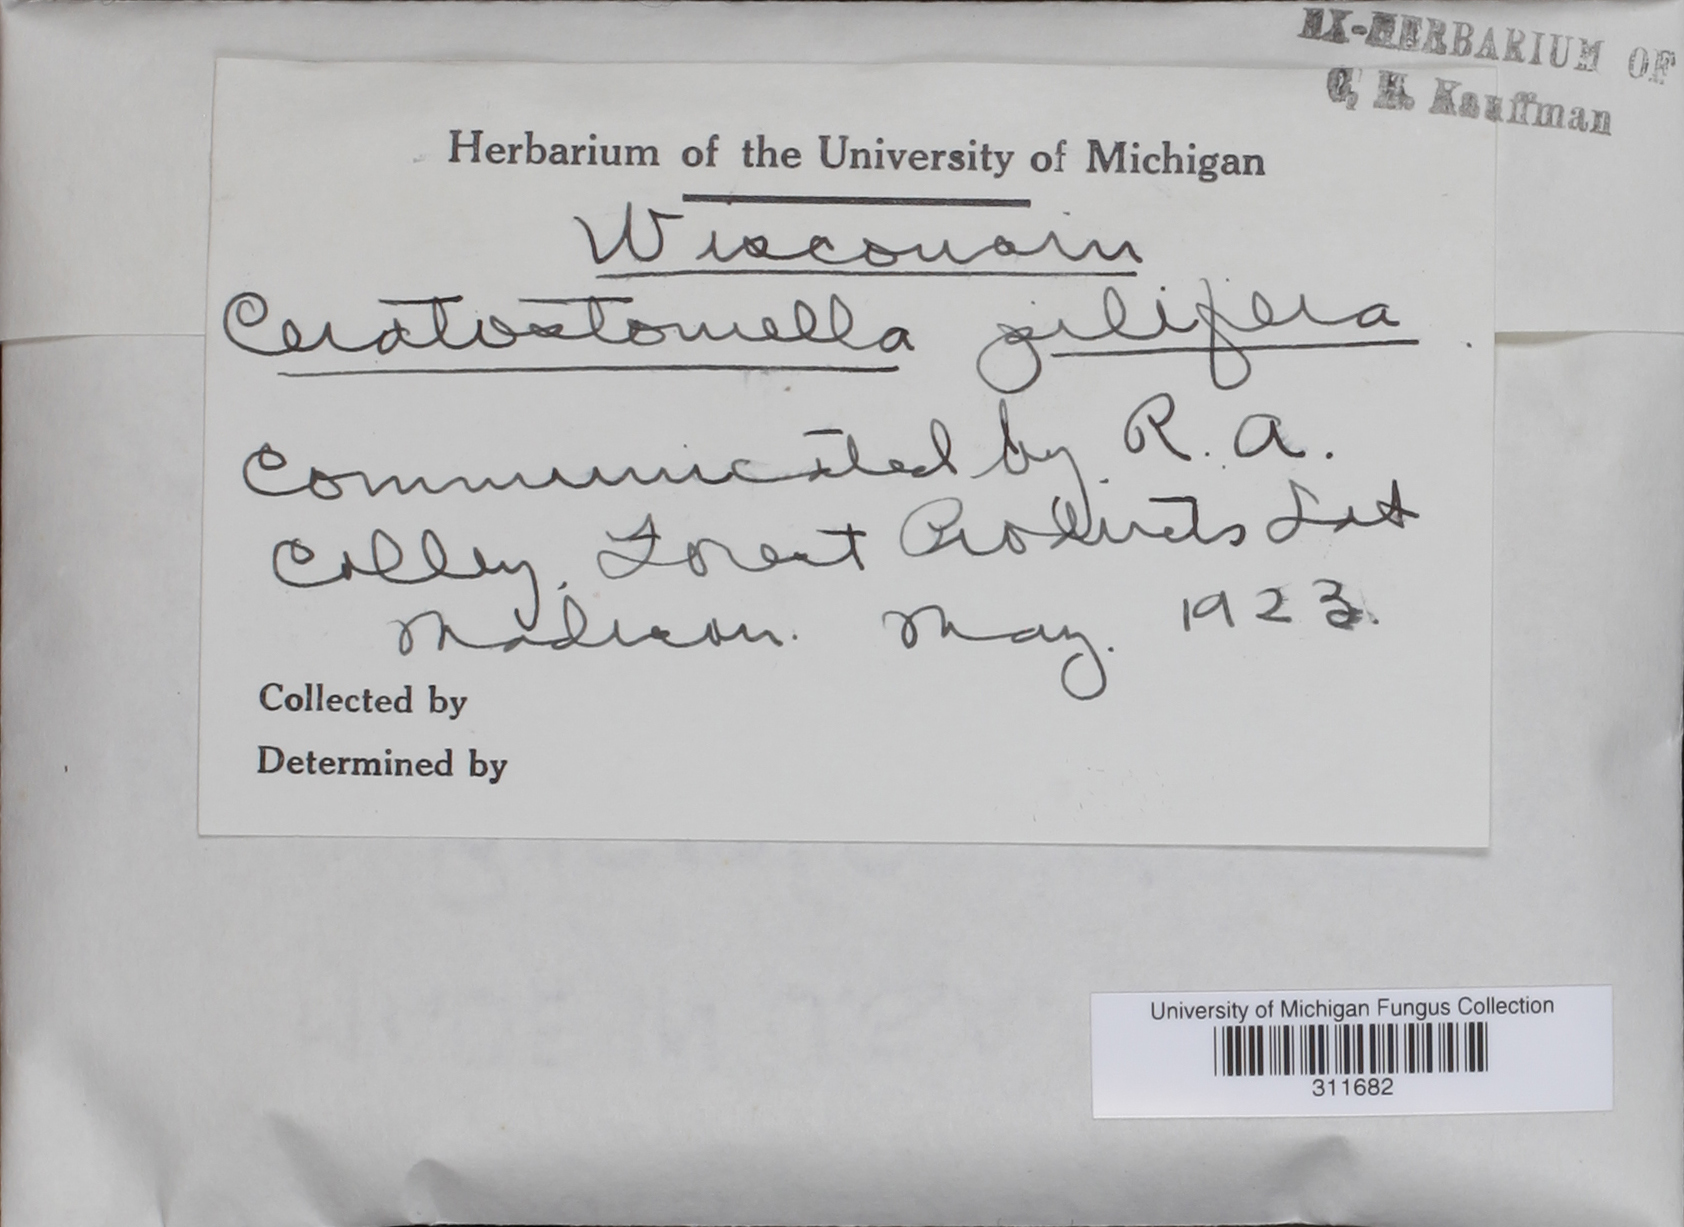 EX-HERBARIUM OF
C. H. Kauffman
Herbarium of the University of Michigan
Wisconsin
Ceratostomella pilifera.
Communicated by R. A.
Colley, Forest Products Lab
Madison. May. 1923.
Collected by
Determined by
University of Michigan Fungus Collection
311682